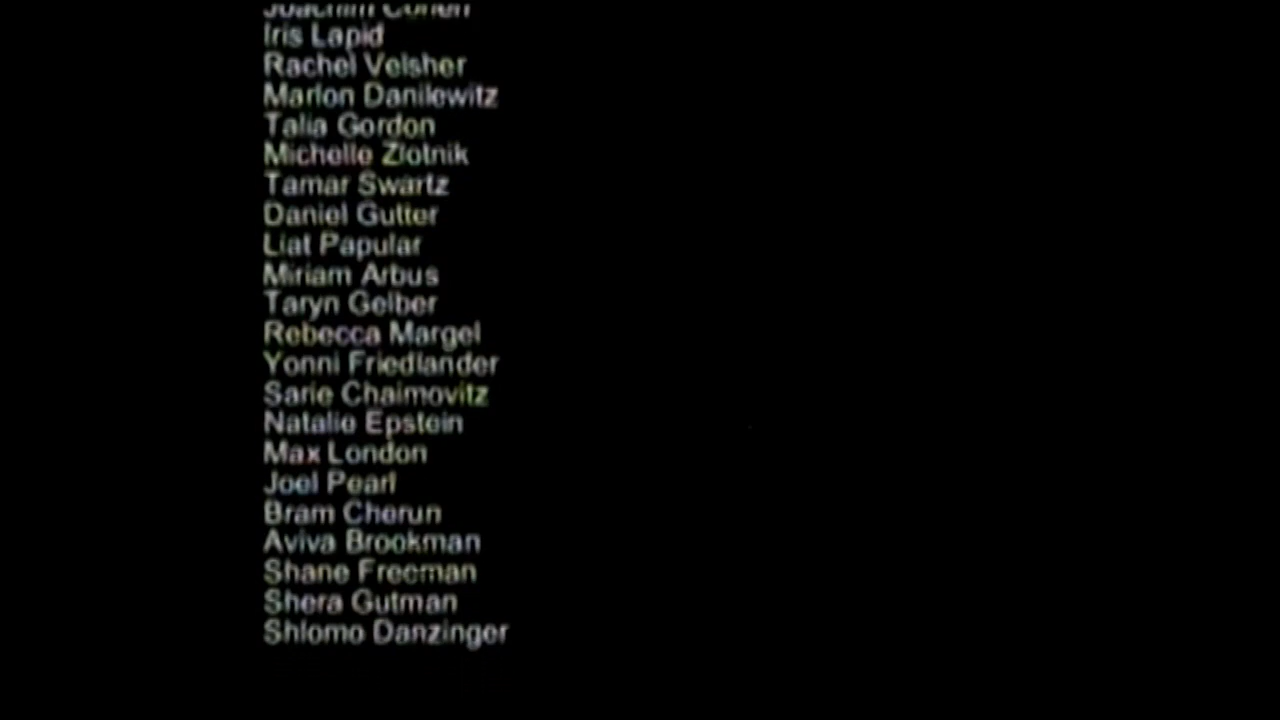 Joachim Cohen
Iris Lapid
Rachel Velsher
Marlon Danilewitz
Talia Gordon
Michelle Zlotnik
Tamar Swartz
Daniel Gutter
Liat Papular
Miriam Arbus
Taryn Gelber
Rebecca Margel
Yonni Friedlander
Sarie Chaimovitz
Natalie Epstein
Max London
Joel Pearl
Bram Cherun
Aviva Brookman
Shane Freeman
Shera Gutman
Shlomo Danzinger